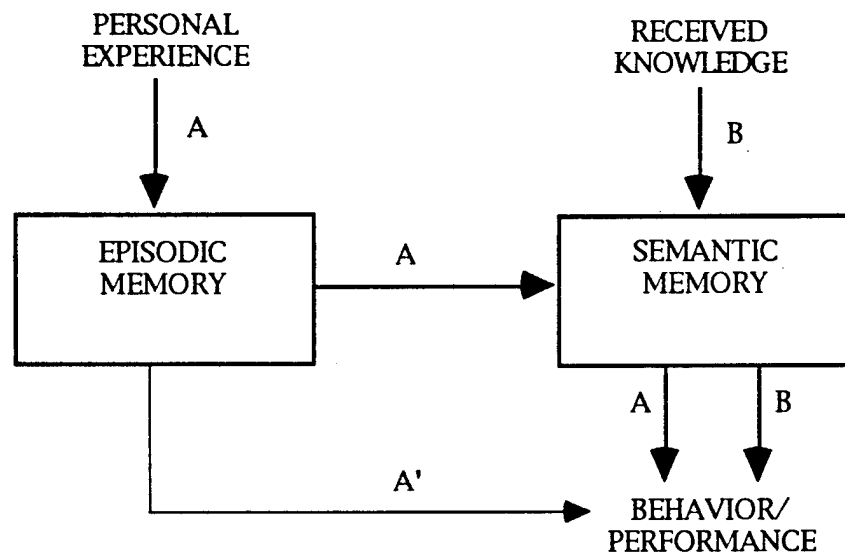 PERSONAL
EXPERIENCE
RECEIVED
KNOWLEDGE
A
B
EPISODIC
MEMORY
A
SEMANTIC
MEMORY
A
B
A'
BEHAVIOR/
PERFORMANCE